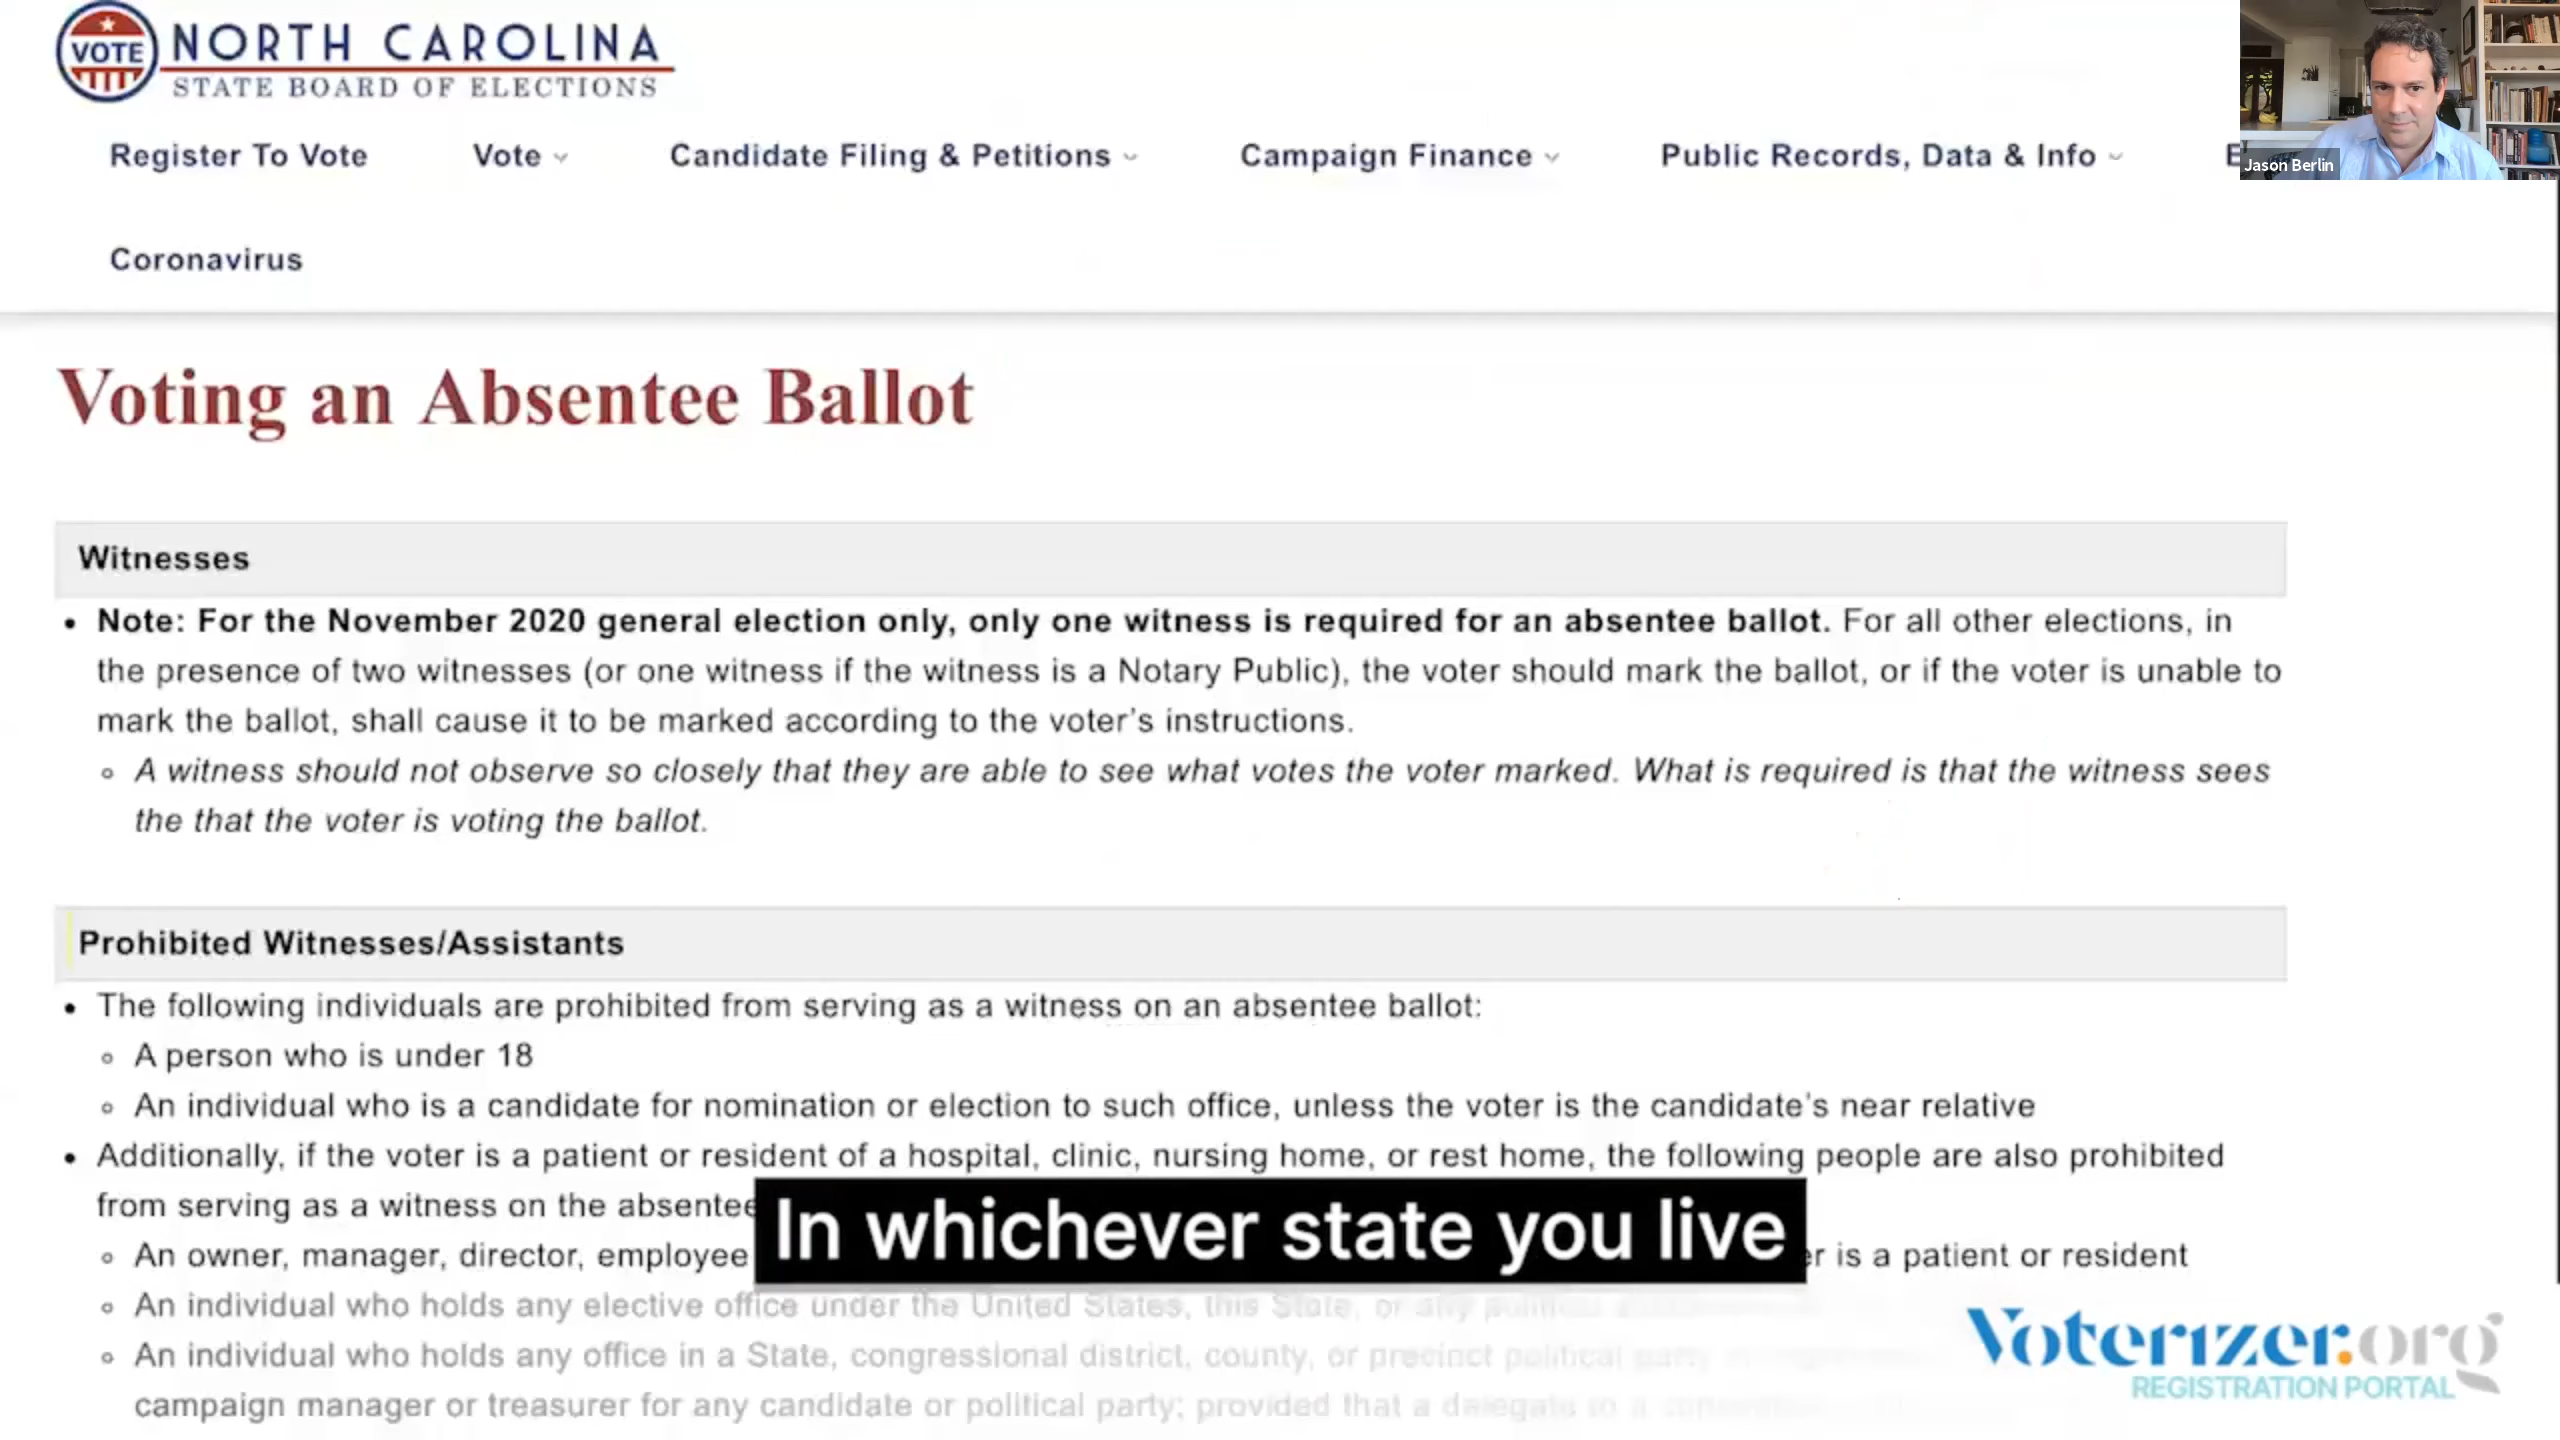 VOTE
NORTH CAROLINA
STATE BOARD OF ELECTIONS
Register To Vote
Vote
Candidate Filing & Petitions
Campaign Finance
Public Records, Data & Info
Jason Berlin
Coronavirus
Voting an Absentee Ballot
Witnesses
• Note: For the November 2020 general election only, only one witness is required for an absentee ballot. For all other elections, in
the presence of two witnesses (or one witness if the witness is a Notary Public), the voter should mark the ballot, or if the voter is unable to
mark the ballot, shall cause it to be marked according to the voter's instructions.
◦ A witness should not observe so closely that they are able to see what votes the voter marked. What is required is that the witness sees
the that the voter is voting the ballot.
Prohibited Witnesses/Assistants
• The following individuals are prohibited from serving as a witness on an absentee ballot:
◦ A person who is under 18
◦ An individual who is a candidate for nomination or election to such office, unless the voter is the candidate's near relative
• Additionally, if the voter is a patient or resident of a hospital, clinic, nursing home, or rest home, the following people are also prohibited
from serving as a witness on the absentee
In whichever state you live
◦ An owner, manager, director, employee
is a patient or resident
◦ An individual who holds any elective office under the United States, this State, or any political
◦ An individual who holds any office in a State, congressional district, county, or precinct political party
campaign manager or treasurer for any candidate or political party; provided that a delegate
Voterizer.org
REGISTRATION PORTAL